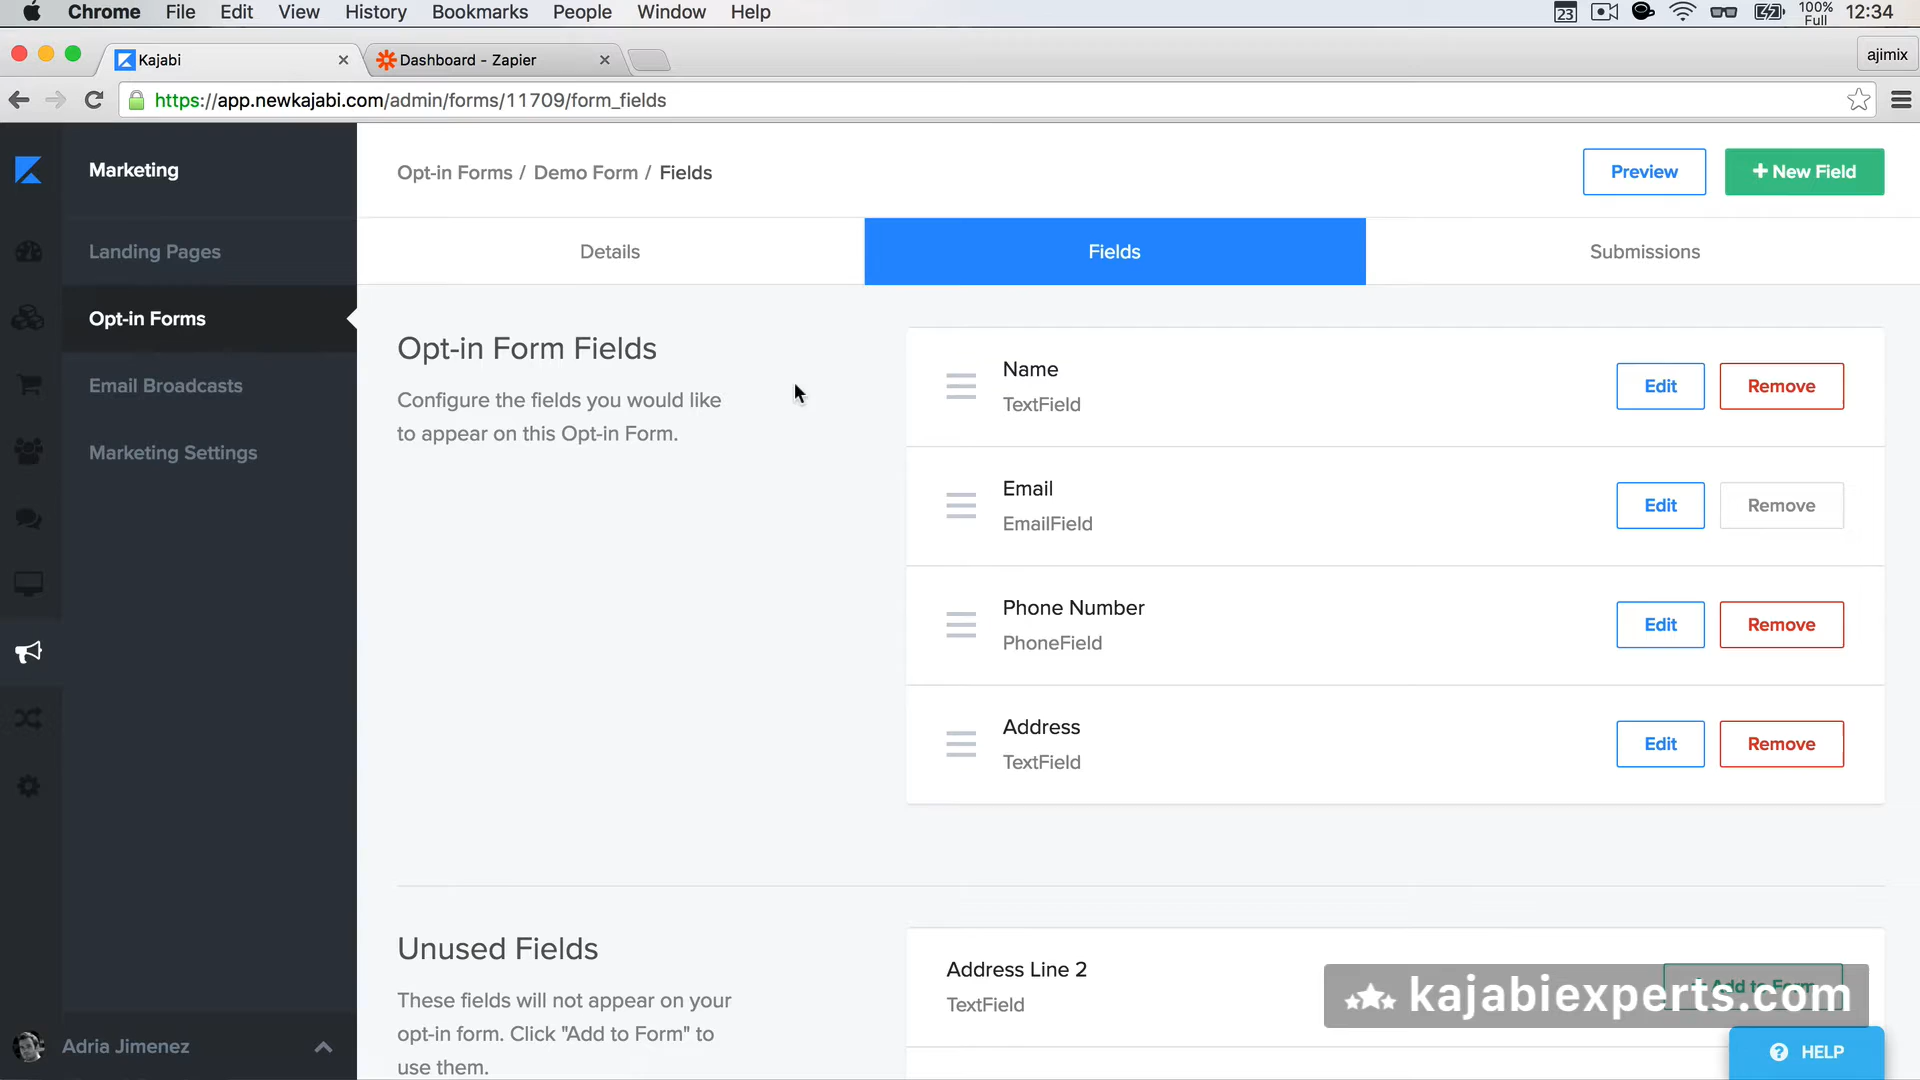 Chrome File Edit View History Bookmarks People Window Help
23
100%
Full
12:34
Kajabi
Dashboard - Zapier
ajimix
https://app.newkajabi.com/admin/forms/11709/form_fields
Marketing
Opt-in Forms / Demo Form / Fields
Preview
New Field
Landing Pages
Opt-in Forms
Email Broadcasts
Marketing Settings
Details
Fields
Submissions
Opt-in Form Fields
Configure the fields you would like
to appear on this Opt-in Form.
Name
TextField
Edit
Remove
Email
EmailField
Edit
Remove
Phone Number
PhoneField
Edit
Remove
Address
TextField
Edit
Remove
Unused Fields
These fields will not appear on your
opt-in form. Click "Add to Form" to
use them.
Address Line 2
TextField
Add to Form
kajabiexperts.com
HELP
Adria Jimenez